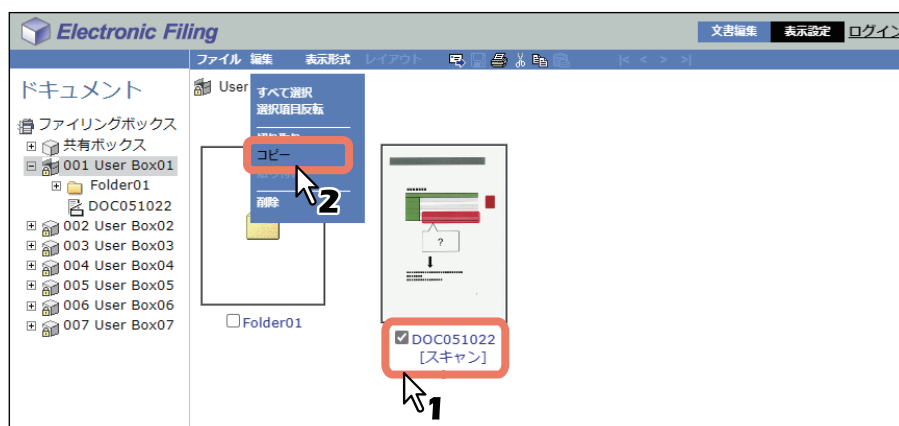 Electronic Filing
文書編集 表示設定 ログイン
ファイル 編集 表示形式 レイアウト |< < > >|
ドキュメント
ファイリングボックス
共有ボックス
001 User Box01
Folder01
DOC051022
002 User Box02
003 User Box03
004 User Box04
005 User Box05
006 User Box06
007 User Box07
User
すべて選択
選択項目反転
コピー
削除
2
?
Folder01
DOC051022
[スキャン]
1